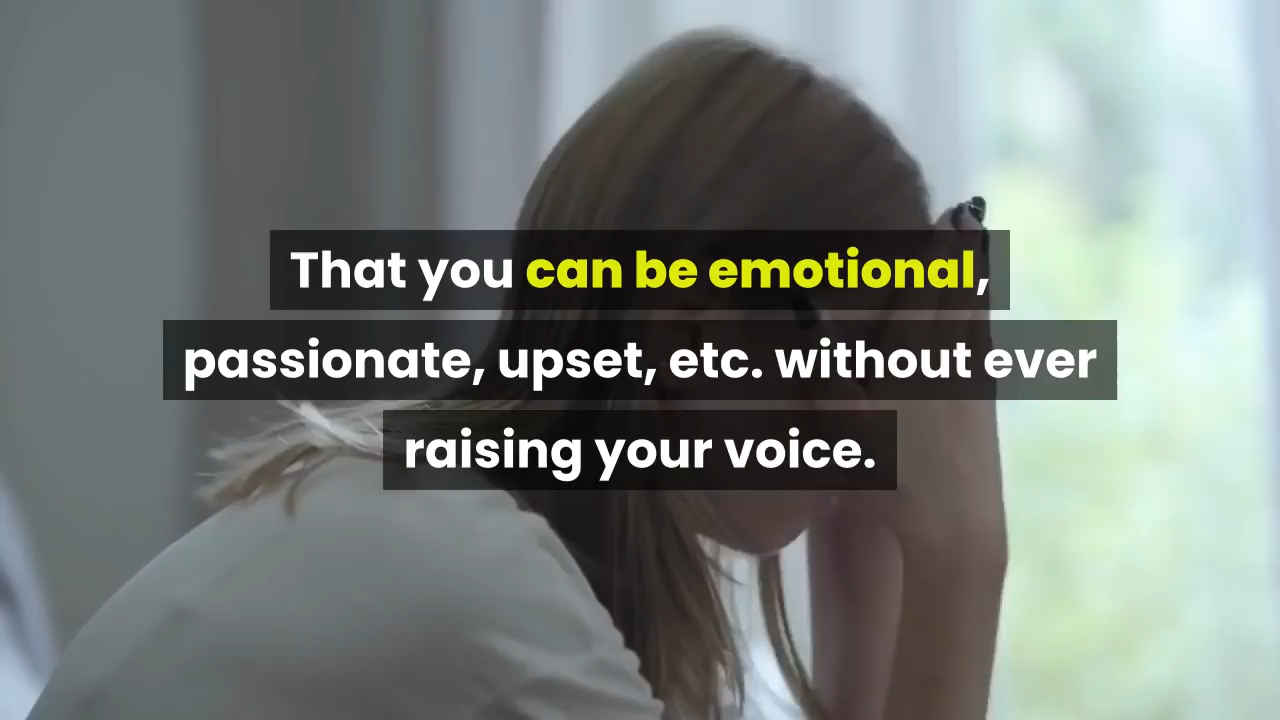 That you can be emotional,
passionate, upset, etc. without ever
raising your voice.